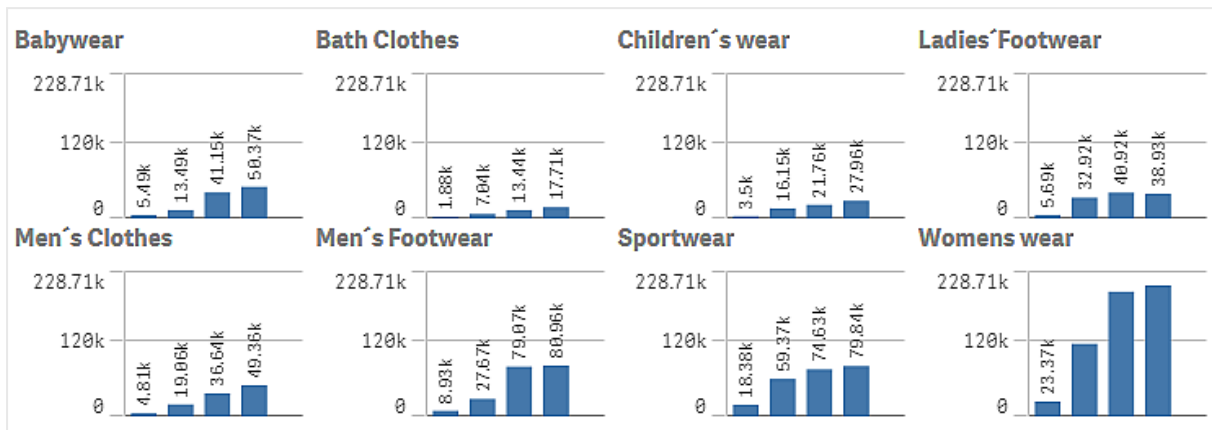 Babywear
228.71k
120k
0
5.49k
13.49k
41.15k
50.37k
Bath Clothes
228.71k
120k
0
1.88k
7.04k
13.44k
17.71k
Children´s wear
228.71k
120k
0
3.5k
16.15k
21.76k
27.96k
Ladies´Footwear
228.71k
120k
0
5.69k
32.92k
40.92k
38.93k
Men´s Clothes
228.71k
120k
0
4.81k
19.06k
36.64k
49.36k
Men´s Footwear
228.71k
120k
0
8.93k
27.67k
79.07k
80.96k
Sportwear
228.71k
120k
0
18.38k
59.37k
74.63k
79.84k
Womens wear
228.71k
120k
0
23.37k